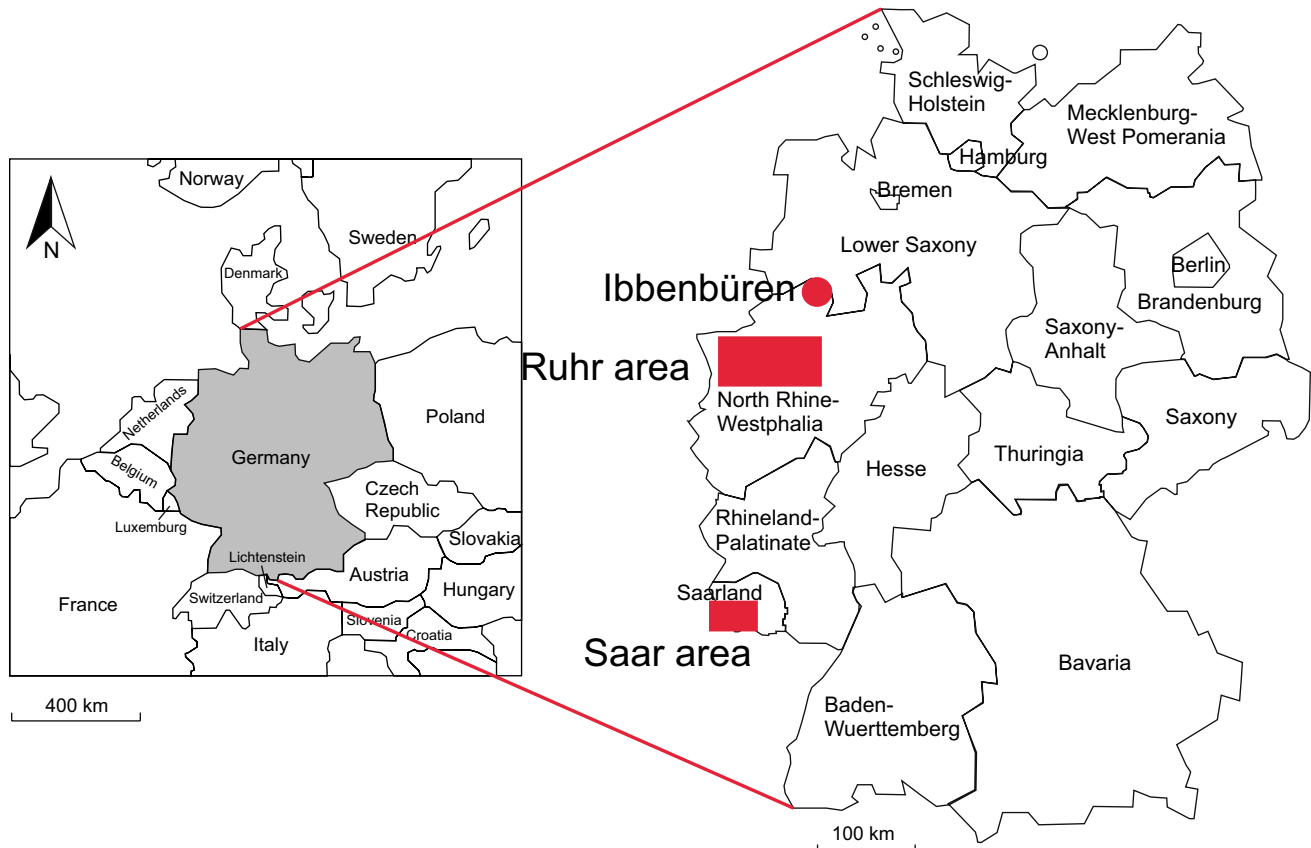 Norway
N
Sweden
Denmark
Netherlands
Poland
Belgium
Germany
Czech
Republic
Luxemburg
Slovakia
Lichtenstein
Austria
Hungary
France
Switzerland
Slovenia
Croatia
Italy
400 km
Schleswig-
Holstein
Mecklenburg-
West Pomerania
Hamburg
Bremen
Lower Saxony
Berlin
Brandenburg
Ibbenbüren
Saxony-
Anhalt
Ruhr area
North Rhine-
Westphalia
Saxony
Hesse
Thuringia
Rhineland-
Palatinate
Saarland
Saar area
Bavaria
Baden-
Wuerttemberg
100 km